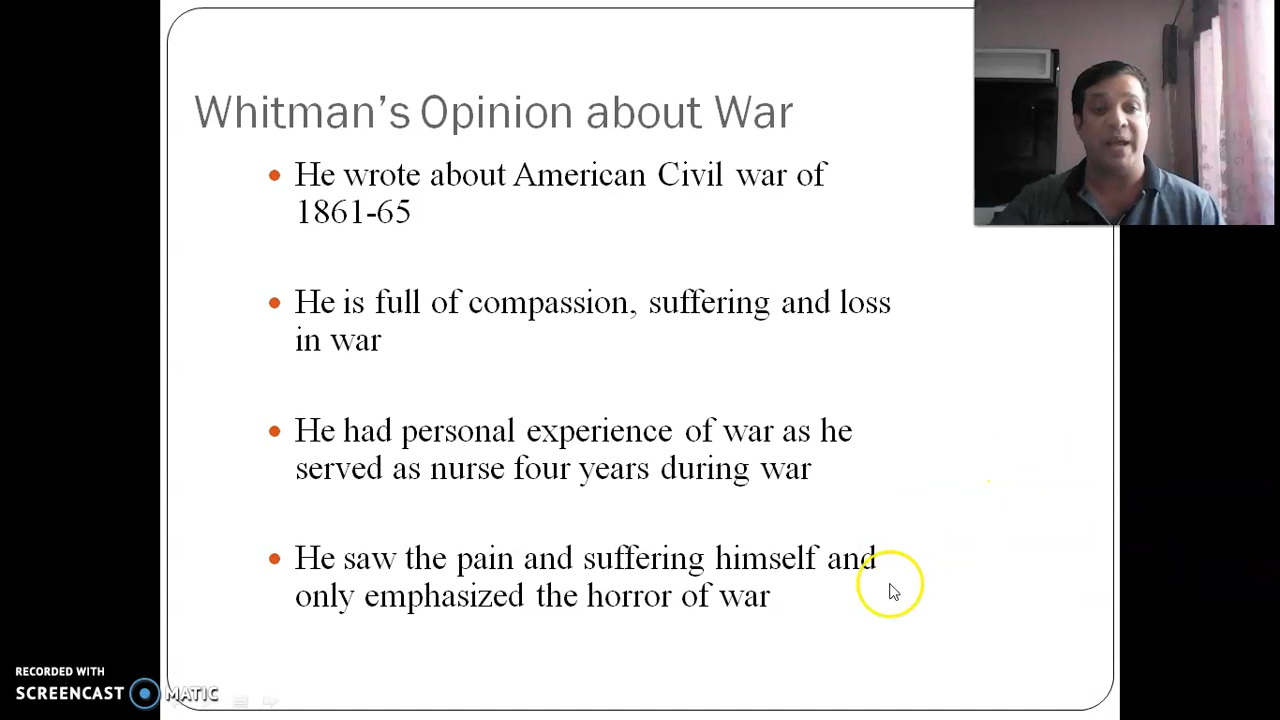 Whitman's Opinion about War
He wrote about American Civil war of
1861-65
He is full of compassion, suffering and loss
in war
He had personal experience of war as he
served as nurse four years during war
He saw the pain and suffering himself and
only emphasized the horror of war
RECORDED WITH
SCREENCAST MATIC